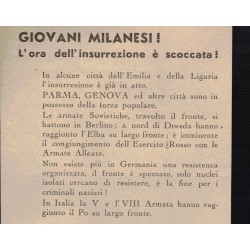 GIOVANI MILANESI!
L'ora dell'insurrezione è scoccata!
In alcune città dell'Emilia e della Liguria
l'insurrezione è già in atto.
PARMA, GENOVA ed altre città sono in
possesso della forza popolare.
Le armate Sovietiche, travolto il fronte, si
battono in Berlino; a nord di Dresda hanno
raggiunto l'Elba su largo fronte; è imminente
il congiungimento dell'Esercito Rosso con le
Armate Alleate.
Non esiste più in Germania una resistenza
organizzata, il fronte è spezzato, solo nuclei
isolati cercano di resistere, è la fine per i
criminali nazisti!
In Italia la V e l'VIII Armata hanno rag-
giunto il Po su largo fronte.